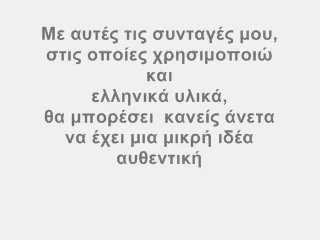 Με αυτές τις συνταγές μου,
στις οποίες χρησιμοποιώ
και
ελληνικά υλικά,
θα μπορέσει  κανείς άνετα
να έχει μια μικρή ιδέα
αυθεντική